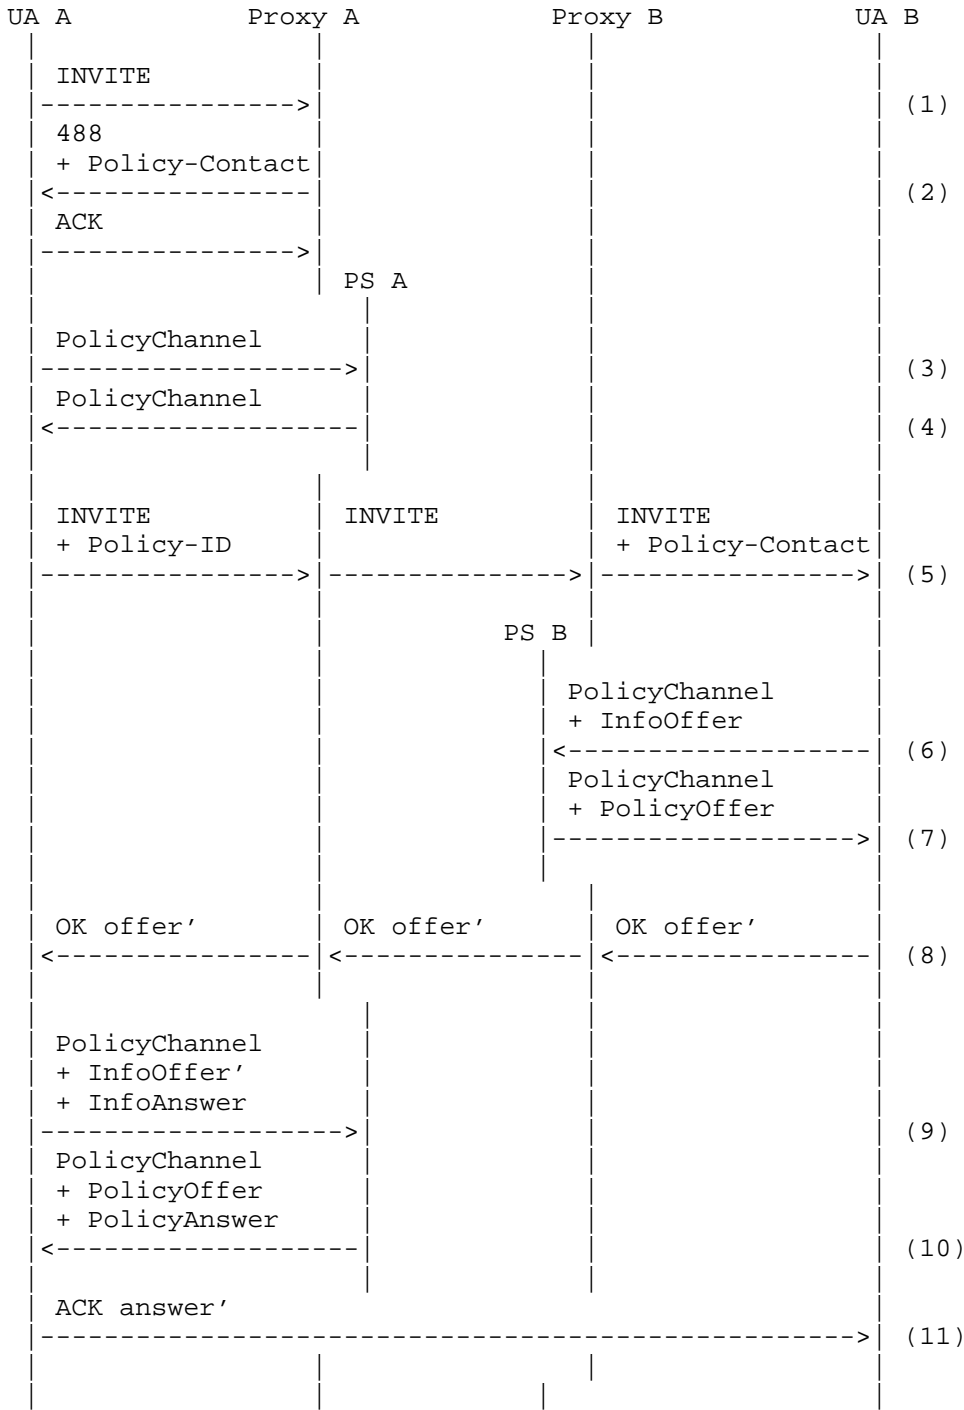 UA A Proxy A Proxy B UA B
INVITE
(1)
488
+ Policy-Contact
(2)
ACK
PS A
PolicyChannel
(3)
PolicyChannel
(4)
INVITE INVITE INVITE
+ Policy-ID + Policy-Contact
(5)
PS B
PolicyChannel
+ InfoOffer
(6)
PolicyChannel
+ PolicyOffer
(7)
OK offer’ OK offer’ OK offer’
(8)
PolicyChannel
+ InfoOffer’
+ InfoAnswer
(9)
PolicyChannel
+ PolicyOffer
+ PolicyAnswer
(10)
ACK answer’
(11)